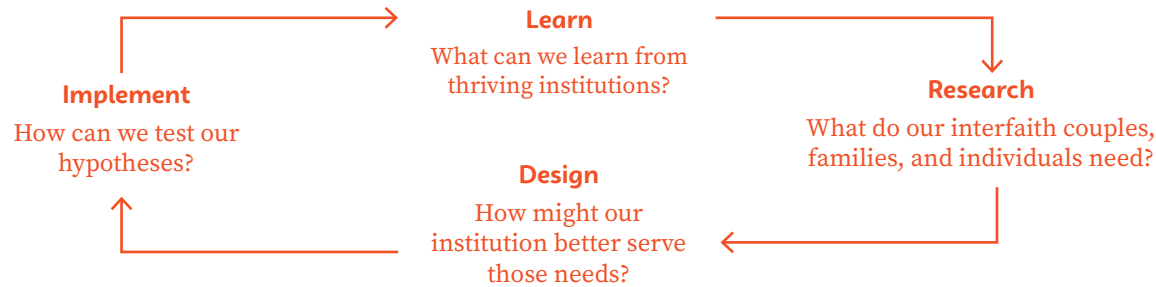 Learn
What can we learn from
thriving institutions?
Research
What do our interfaith couples,
families, and individuals need?
Design
How might our
institution better serve
those needs?
Implement
How can we test our
hypotheses?